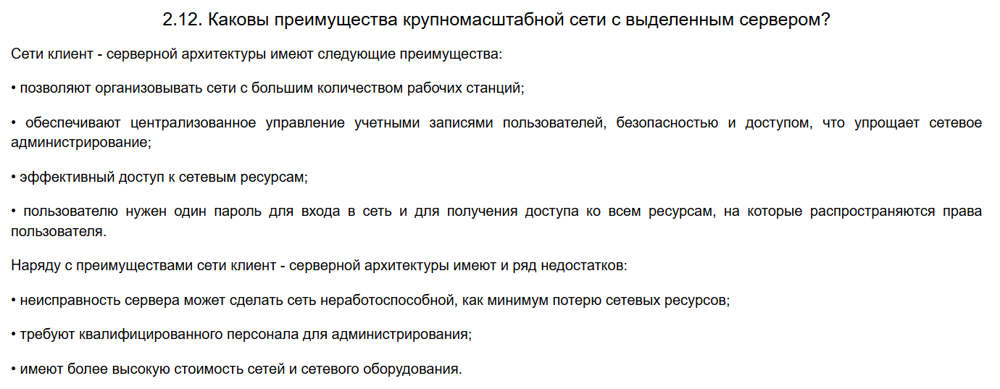 2.12. Каковы преимущества крупномасштабной сети с выделенным сервером?
Сети клиент - серверной архитектуры имеют следующие преимущества:
• позволяют организовывать сети с большим количеством рабочих станций;
• обеспечивают централизованное управление учетными записями пользователей, безопасностью и доступом, что упрощает сетевое
администрирование;
• эффективный доступ к сетевым ресурсам;
• пользователю нужен один пароль для входа в сеть и для получения доступа ко всем ресурсам, на которые распространяются права
пользователя.
Наряду с преимуществами сети клиент - серверной архитектуры имеют и ряд недостатков:
• неисправность сервера может сделать сеть неработоспособной, как минимум потерю сетевых ресурсов;
• требуют квалифицированного персонала для администрирования;
• имеют более высокую стоимость сетей и сетевого оборудования.